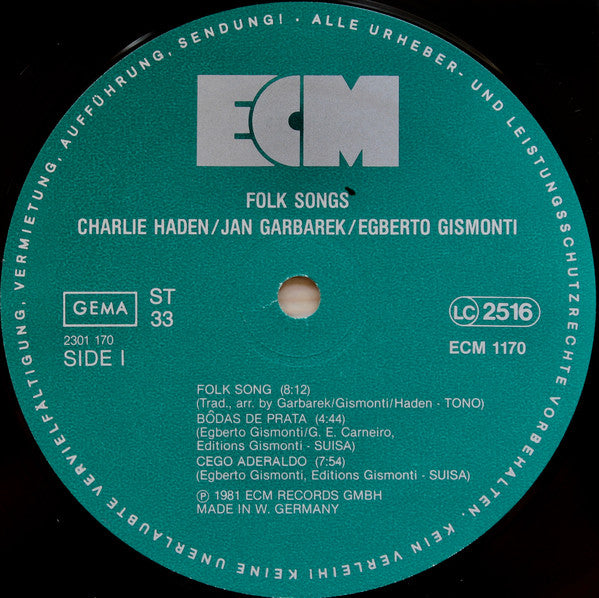 ALLE URHEBER- UND LEISTUNGSSCHUTZRECHTE VORBEHALTEN. KEIN VERLEIH! KEINE UNERLAUBTE VERVIELFÄLTIGUNG, VERMIETUNG, AUFFÜHRUNG, SENDUNG! ·
ECM
FOLK SONGS
CHARLIE HADEN/JAN GARBAREK/EGBERTO GISMONTI
GEMA
ST
33
LC 2516
2301 170
SIDE I
ECM 1170
FOLK SONG (8:12)
(Trad., arr. by Garbarek/Gismonti/Haden - TONO)
BÔDAS DE PRATA (4:44)
(Egberto Gismonti/G. E. Carneiro,
Editions Gismonti - SUISA)
CEGO ADERALDO (7:54)
(Egberto Gismonti, Editions Gismonti - SUISA)
℗ 1981 ECM RECORDS GMBH
MADE IN W. GERMANY